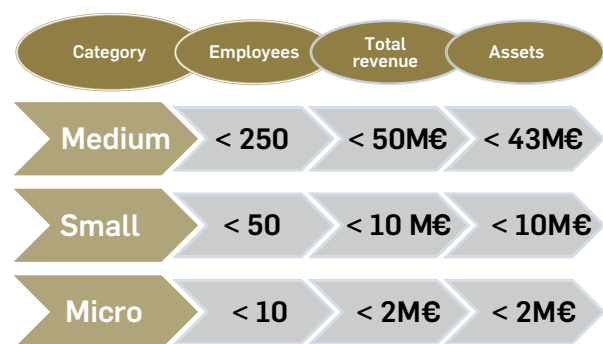 Category Employees Total revenue Assets
Medium < 250 < 50M€ < 43M€
Small < 50 < 10 M€ < 10M€
Micro < 10 < 2M€ < 2M€